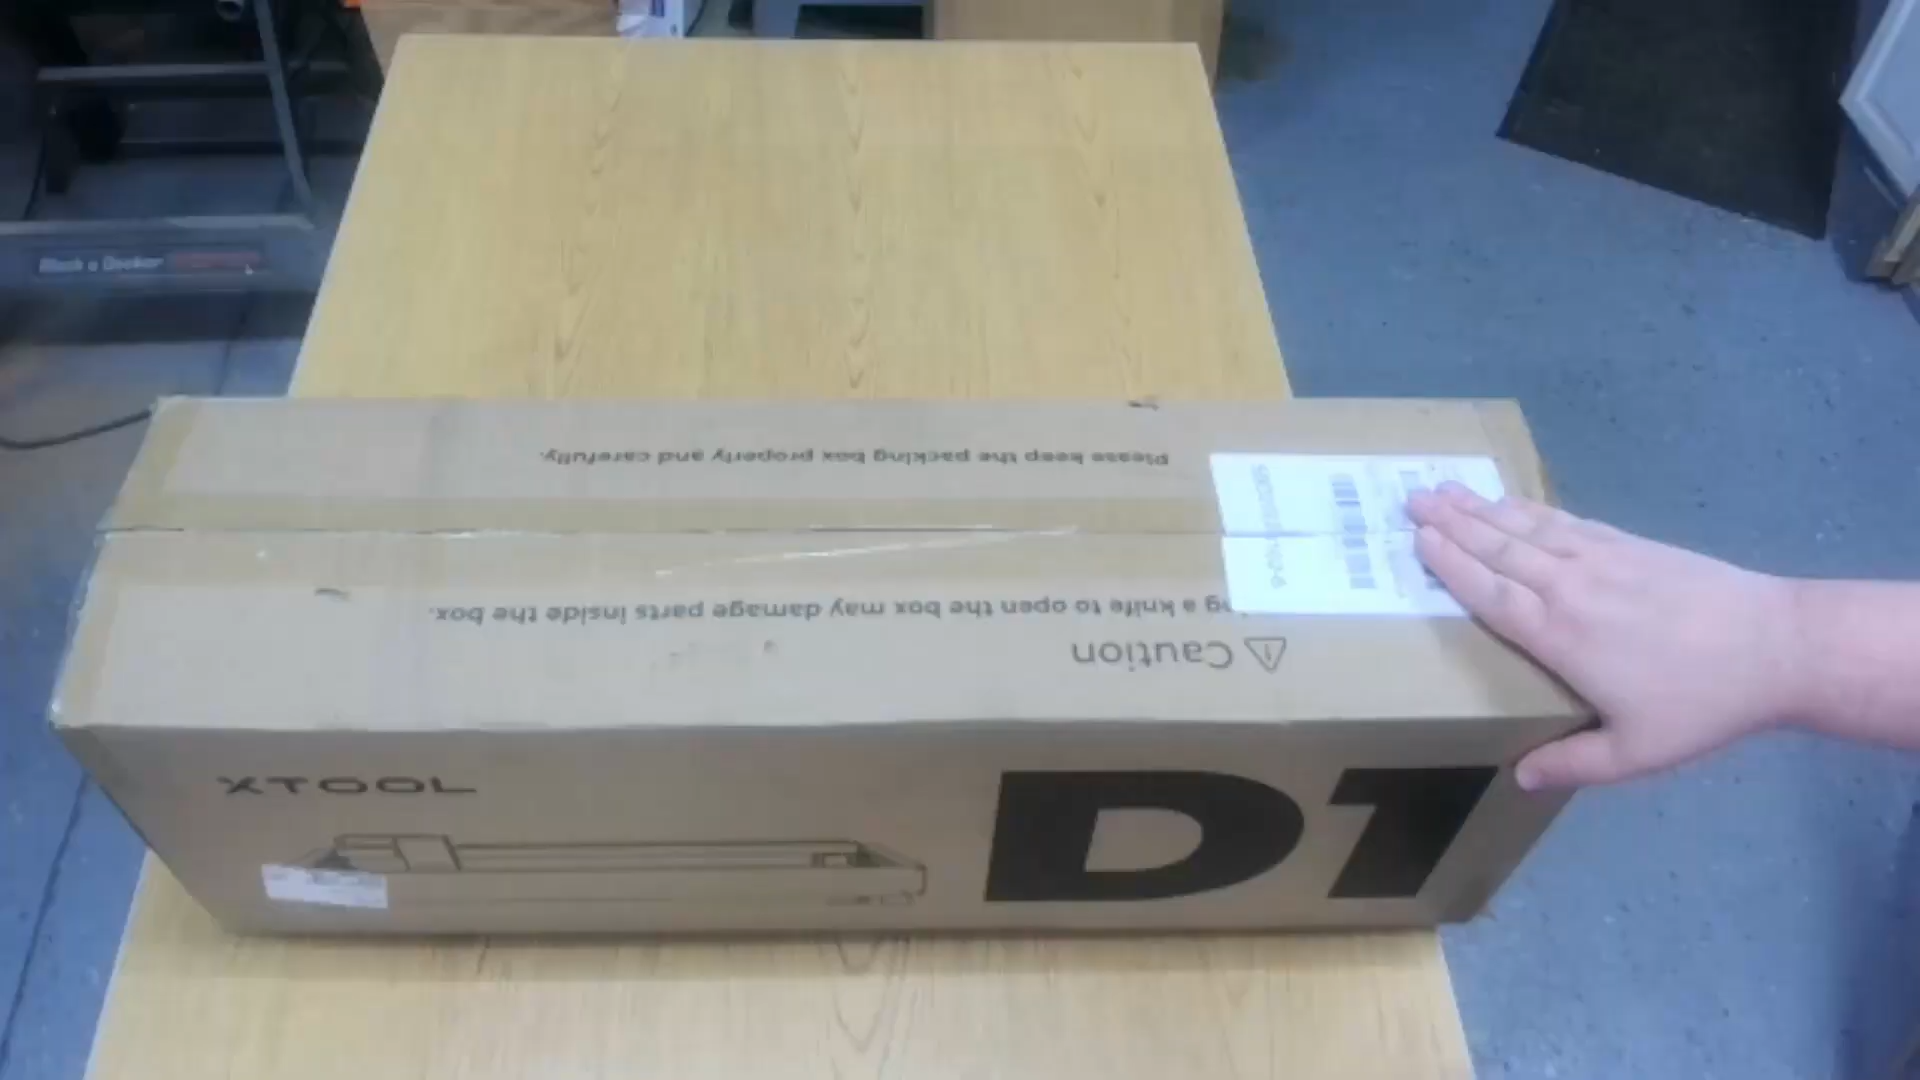 Black & Decker
Please keep the packing box properly and carefully.
Caution
a knife to open the box may damage parts inside the box.
XTOOL
D1